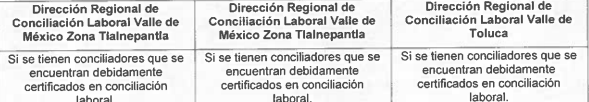 Dirección Regional de
Conciliación Laboral Valle de
México Zona Tlalnepantla
Dirección Regional de
Conciliación Laboral Valle de
México Zona Tlalnepantla
Dirección Regional de
Conciliación Laboral Valle de
Toluca
Si se tienen conciliadores que se
encuentran debidamente
certificados en conciliación
laboral.
Si se tienen conciliadores que se
encuentran debidamente
certificados en conciliación
laboral.
Si se tienen conciliadores que se
encuentran debidamente
certificados en conciliación
laboral.